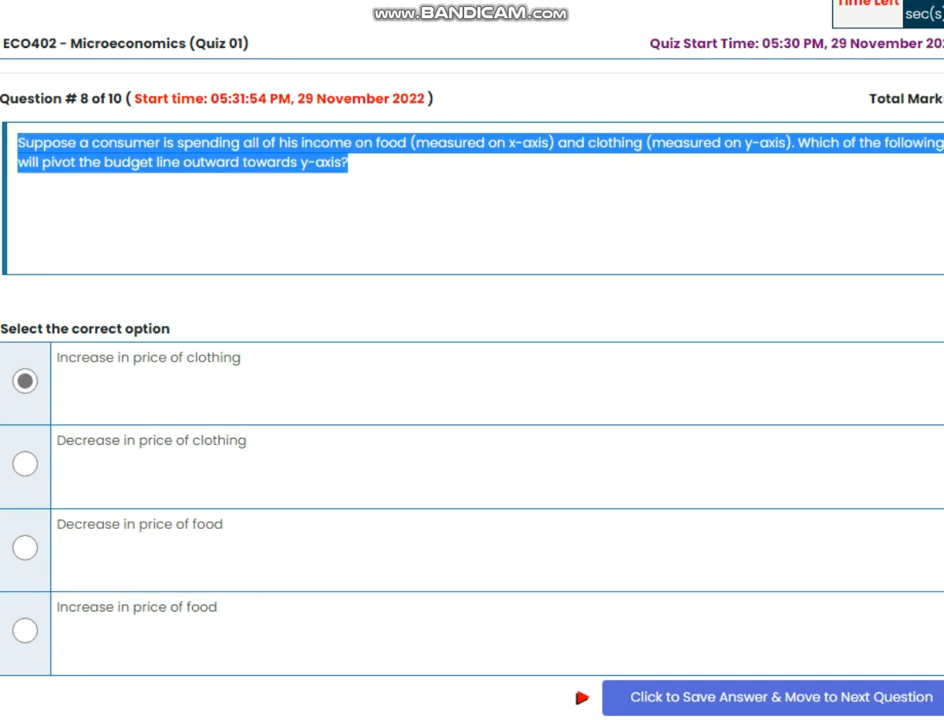 www.BANDICAM.com
Time Left
sec(s)
ECO402 - Microeconomics (Quiz 01)
Quiz Start Time: 05:30 PM, 29 November 20
Question # 8 of 10 ( Start time: 05:31:54 PM, 29 November 2022 )
Total Mark
Suppose a consumer is spending all of his income on food (measured on x-axis) and clothing (measured on y-axis). Which of the following
will pivot the budget line outward towards y-axis?
Select the correct option
Increase in price of clothing
Decrease in price of clothing
Decrease in price of food
Increase in price of food
Click to Save Answer & Move to Next Question